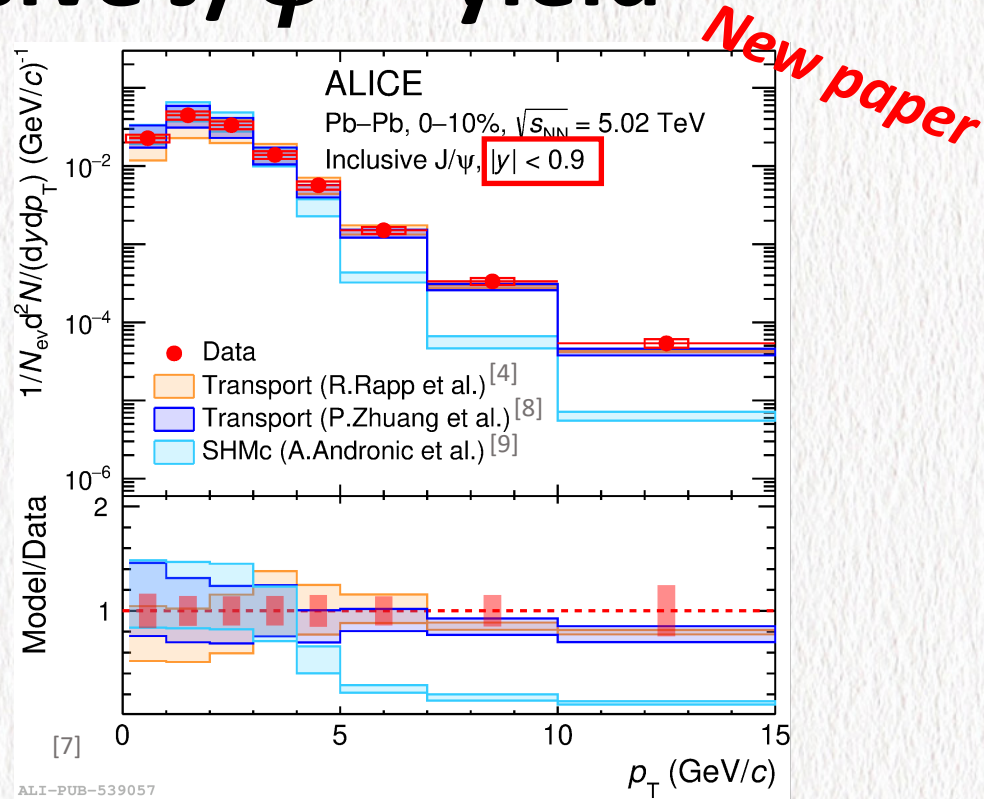 J/ψ yield
New paper
ALICE
Pb–Pb, 0–10%, √sNN = 5.02 TeV
Inclusive J/ψ, |y| < 0.9
1/Nevd²N/(dydpT) (GeV/c)⁻¹
10⁻²
10⁻⁴
10⁻⁶
Data
Transport (R.Rapp et al.) [4]
Transport (P.Zhuang et al.) [8]
SHMc (A.Andronic et al.) [9]
Model/Data
2
1
0 5 10 15
pT (GeV/c)
[7]
ALI-PUB-539057